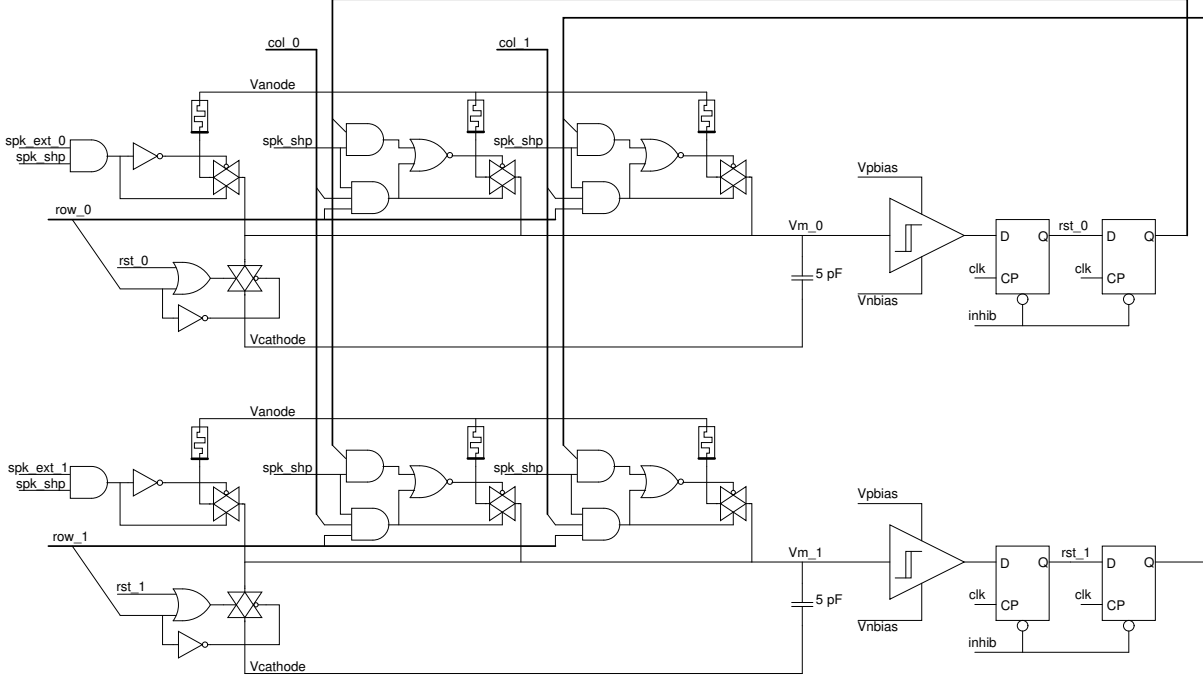 col_0
col_1
Vanode
spk_ext_0
spk_shp
spk_shp
spk_shp
Vpbias
row_0
Vm_0
D
Q
rst_0
D
Q
rst_0
clk
CP
clk
CP
5 pF
Vnbias
inhib
Vcathode
Vanode
spk_ext_1
spk_shp
spk_shp
spk_shp
Vpbias
row_1
Vm_1
D
Q
rst_1
D
Q
rst_1
clk
CP
clk
CP
5 pF
Vnbias
inhib
Vcathode